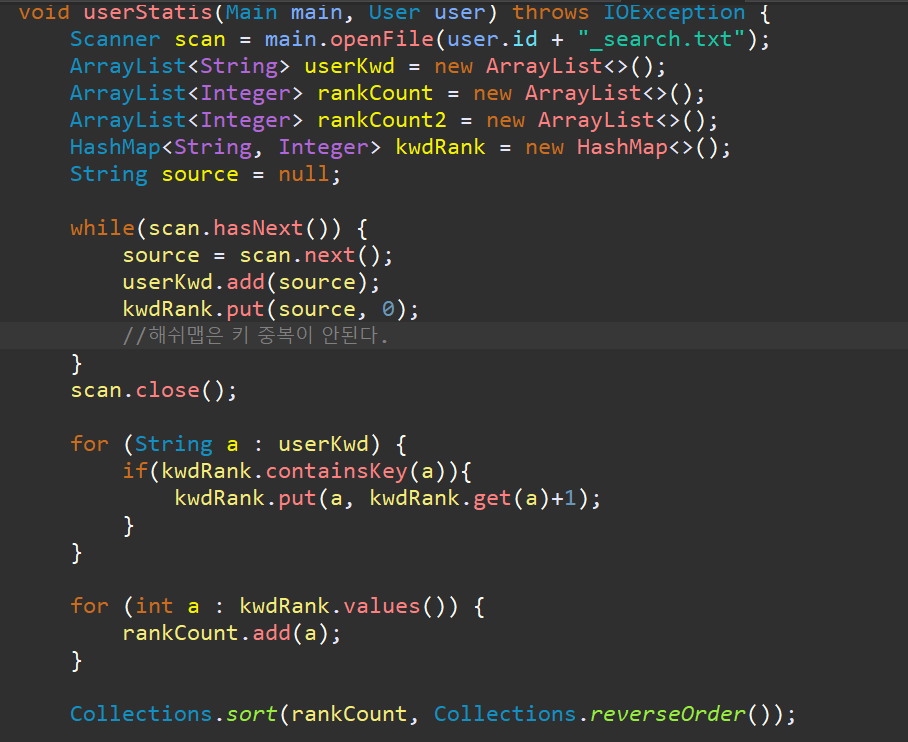 void userStatis(Main main, User user) throws IOException {
Scanner scan = main.openFile(user.id + "_search.txt");
ArrayList<String> userKwd = new ArrayList<>();
ArrayList<Integer> rankCount = new ArrayList<>();
ArrayList<Integer> rankCount2 = new ArrayList<>();
HashMap<String, Integer> kwdRank = new HashMap<>();
String source = null;
while(scan.hasNext()) {
source = scan.next();
userKwd.add(source);
kwdRank.put(source, 0);
//해쉬맵은 키 중복이 안된다.
}
scan.close();
for (String a : userKwd) {
if(kwdRank.containsKey(a)){
kwdRank.put(a, kwdRank.get(a)+1);
}
}
for (int a : kwdRank.values()) {
rankCount.add(a);
}
Collections.sort(rankCount, Collections.reverseOrder());